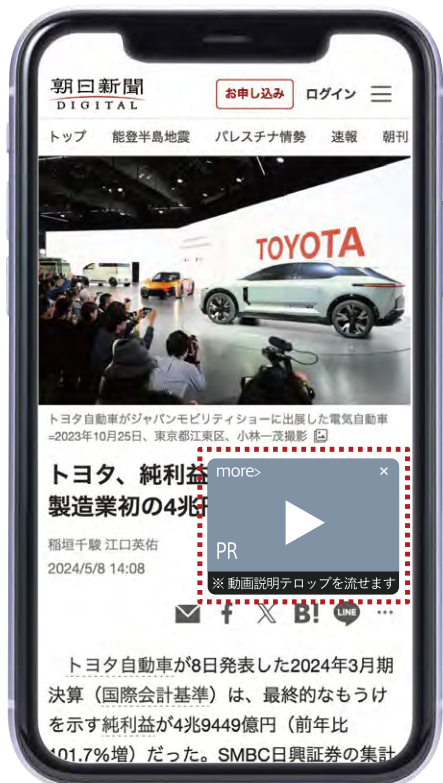 朝日新聞
DIGITAL
お申し込み ログイン
トップ 能登半島地震 パレスチナ情勢 速報 朝刊
TOYOTA
トヨタ自動車がジャパンモビリティショーに出展した電気自動車
=2023年10月25日、東京都江東区、小林一茂撮影
トヨタ、純利益
製造業初の4兆
more> ×
PR
※動画説明テロップを流せます
稲垣千駿 江口英佑
2024/5/8 14:08
f X B! LINE …
トヨタ自動車が8日発表した2024年3月期
決算（国際会計基準）は、最終的なもうけ
を示す純利益が4兆9449億円（前年比
101.7%増）だった。SMBC日興証券の集計